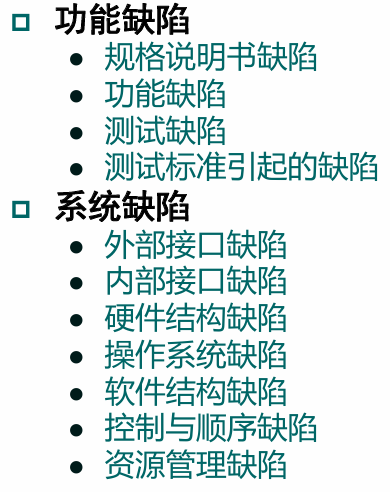 功能缺陷
规格说明书缺陷
功能缺陷
测试缺陷
测试标准引起的缺陷
系统缺陷
外部接口缺陷
内部接口缺陷
硬件结构缺陷
操作系统缺陷
软件结构缺陷
控制与顺序缺陷
资源管理缺陷